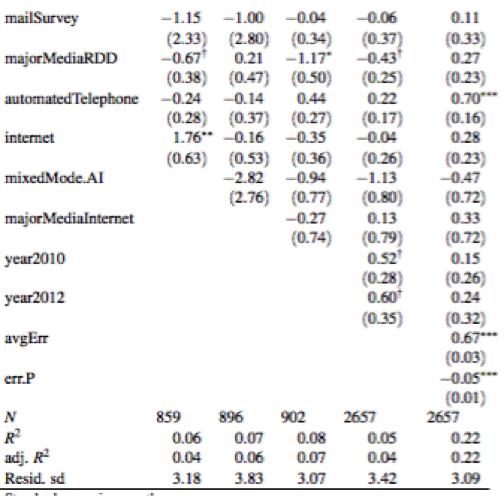 mailSurvey −1.15 −1.00 −0.04 −0.06 0.11
(2.33) (2.80) (0.34) (0.37) (0.33)
majorMediaRDD −0.67† 0.21 −1.17* −0.43† 0.27
(0.38) (0.47) (0.50) (0.25) (0.23)
automatedTelephone −0.24 −0.14 0.44 0.22 0.70***
(0.28) (0.37) (0.27) (0.17) (0.16)
internet 1.76** −0.16 −0.35 −0.04 0.28
(0.63) (0.53) (0.36) (0.26) (0.23)
mixedMode.AI −2.82 −0.94 −1.13 −0.47
(2.76) (0.77) (0.80) (0.72)
majorMediaInternet −0.27 0.13 0.33
(0.74) (0.79) (0.72)
year2010 0.52† 0.15
(0.28) (0.26)
year2012 0.60† 0.24
(0.35) (0.32)
avgErr 0.67***
(0.03)
err.P −0.05***
(0.01)
N 859 896 902 2657 2657
R² 0.06 0.07 0.08 0.05 0.22
adj. R² 0.04 0.06 0.07 0.04 0.22
Resid. sd 3.18 3.83 3.07 3.42 3.09